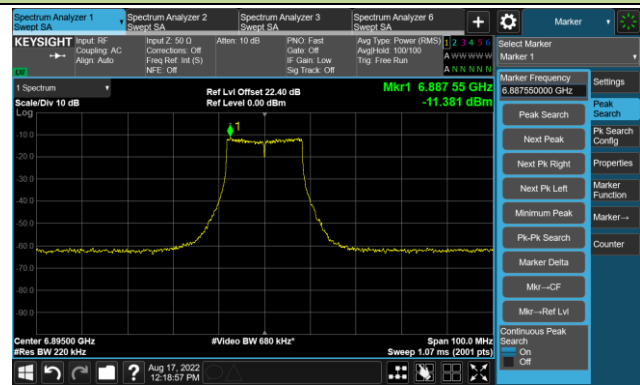 Spectrum Analyzer 1
Swept SA
Spectrum Analyzer 2
Swept SA
Spectrum Analyzer 3
Swept SA
Spectrum Analyzer 6
Swept SA
+
Marker
KEYSIGHT
Input: RF
Coupling: AC
Align: Auto
Input Z: 50 Ω
Corrections: Off
Freq Ref: Int (S)
NFE: Off
Atten: 10 dB
PNO: Fast
Gate: Off
IF Gain: Low
Sig Track: Off
Avg Type: Power (RMS)
Avg|Hold: 100/100
Trig: Free Run
1 2 3 4 5 6
A W W W W W
A N N N N N
Select Marker
Marker 1
1 Spectrum
Scale/Div 10 dB
Log
Ref Lvl Offset 22.40 dB
Ref Level 0.00 dBm
Mkr1 6.887 55 GHz
-11.381 dBm
1
-10.0
-20.0
-30.0
-40.0
-50.0
-60.0
-70.0
-80.0
-90.0
Center 6.89500 GHz
#Res BW 220 kHz
#Video BW 680 kHz*
Span 100.0 MHz
Sweep 1.07 ms (2001 pts)
Marker Frequency
6.887550000 GHz
Peak Search
Next Peak
Next Pk Right
Next Pk Left
Minimum Peak
Pk-Pk Search
Marker Delta
Mkr→CF
Mkr→Ref Lvl
Continuous Peak
Search
On
Off
Settings
Peak
Search
Pk Search
Config
Properties
Marker
Function
Marker→
Counter
?
Aug 17, 2022
12:18:57 PM